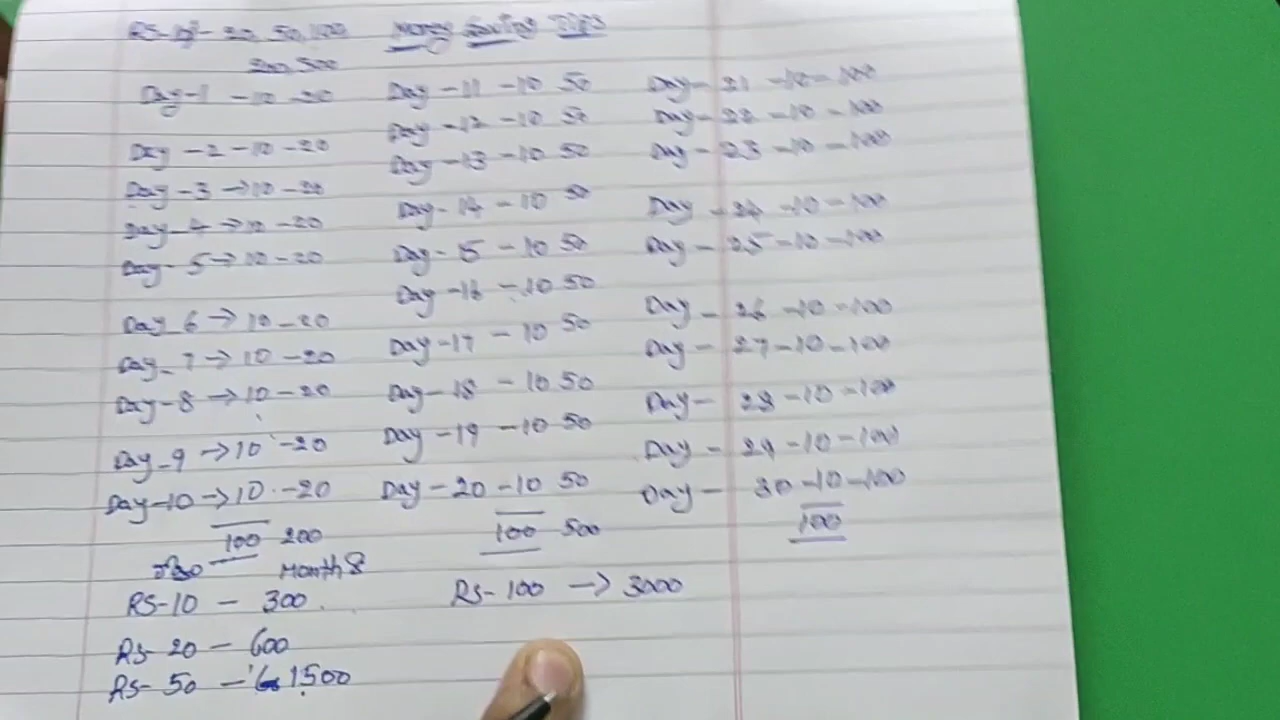 RS-10- 20, 50, 100 Money Saving Tips
200, 500
Day-1 -10 -20
Day -2 -10 -20
Day -3 →10 -20
Day -4 →10 -20
Day- 5→10 -20
Day 6 → 10 -20
Day -7 → 10 -20
Day-8 →10 -20
Day -9 →10 -20
Day-10 →10 -20
100 200
Day -11 -10 50
Day -12 -10 50
Day -13 -10 50
Day- 14 -10 50
Day- 15 -10 50
Day -16 -10 50
Day-17 - 10 50
Day -18 -10 50
Day -19 -10 50
Day -20 -10 50
100 500
Day- 21 -10- 100
Day- 22 -10 -100
Day- 23 -10 -100
Day -24 -10 -100
Day - 25 -10 -100
Day - 26 -10 -100
Day - 27 -10 -100
Day- 28 -10 -100
Day - 29 -10 -100
Day- 30 -10 -100
100
Months
RS-10 - 300
RS- 20 - 600
RS- 50 - 1500
RS- 100 → 3000